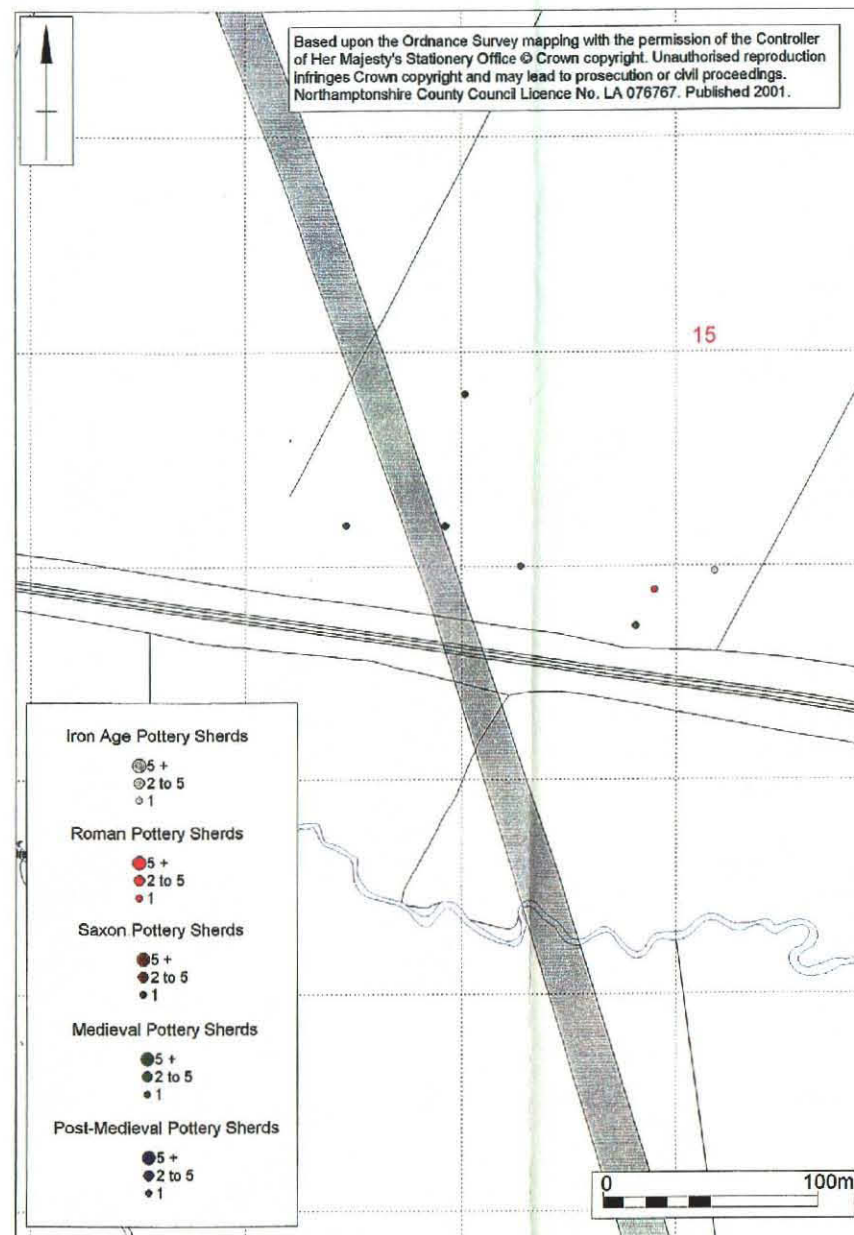 Based upon the Ordnance Survey mapping with the permission of the Controller
of Her Majesty's Stationery Office © Crown copyright. Unauthorised reproduction
infringes Crown copyright and may lead to prosecution or civil proceedings.
Northamptonshire County Council Licence No. LA 076767. Published 2001.
15
Iron Age Pottery Sherds
5 +
2 to 5
1
Roman Pottery Sherds
5 +
2 to 5
1
Saxon Pottery Sherds
5 +
2 to 5
1
Medieval Pottery Sherds
5 +
2 to 5
1
Post-Medieval Pottery Sherds
5 +
2 to 5
1
0 100m